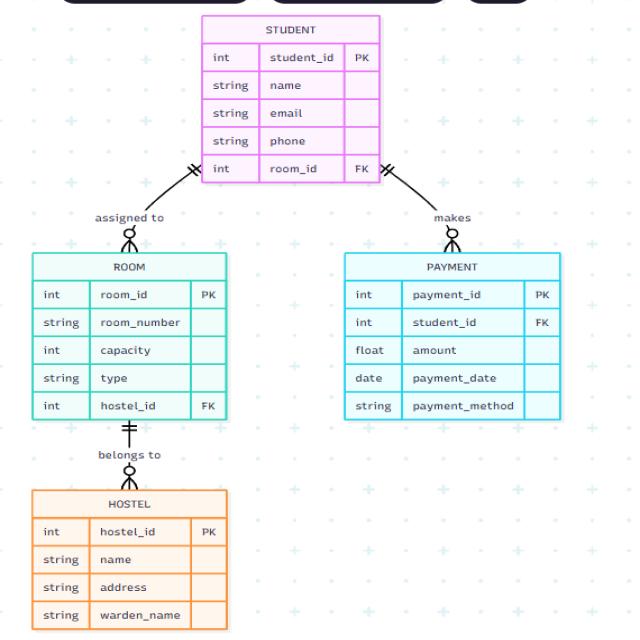 STUDENT
int student_id PK
string name
string email
string phone
int room_id FK
assigned to makes
ROOM PAYMENT
int room_id PK int payment_id PK
string room_number int student_id FK
int capacity float amount
string type date payment_date
int hostel_id FK string payment_method
belongs to
HOSTEL
int hostel_id PK
string name
string address
string warden_name